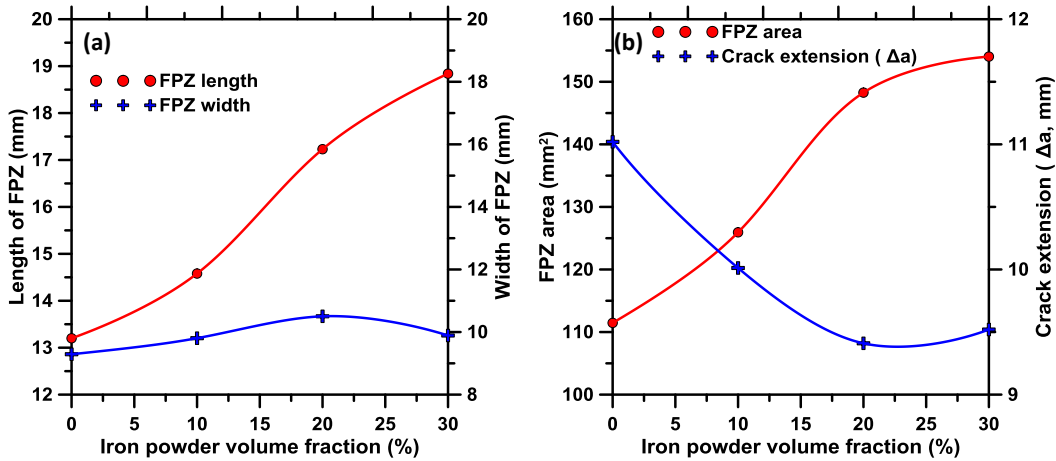 (a)
FPZ length
FPZ width
Length of FPZ (mm)
20
19
18
17
16
15
14
13
12
Width of FPZ (mm)
20
18
16
14
12
10
8
0 5 10 15 20 25 30
Iron powder volume fraction (%)
(b)
FPZ area
Crack extension ( Δa)
FPZ area (mm²)
160
150
140
130
120
110
100
Crack extension ( Δa, mm)
12
11
10
9
0 5 10 15 20 25 30
Iron powder volume fraction (%)